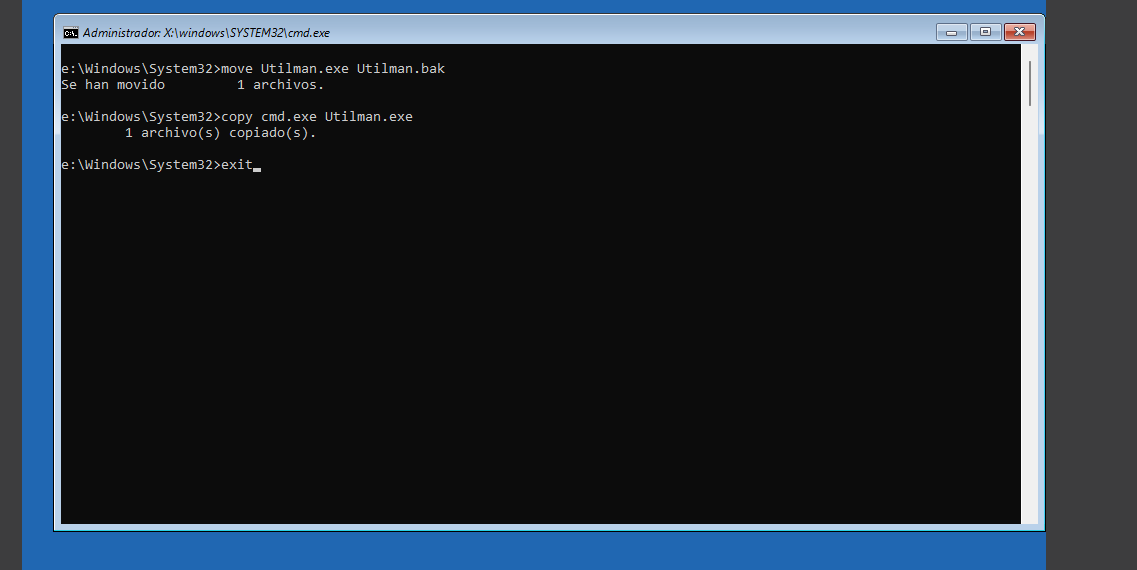 Administrador: X:\windows\SYSTEM32\cmd.exe
e:\Windows\System32>move Utilman.exe Utilman.bak
Se han movido         1 archivos.
e:\Windows\System32>copy cmd.exe Utilman.exe
        1 archivo(s) copiado(s).
e:\Windows\System32>exit